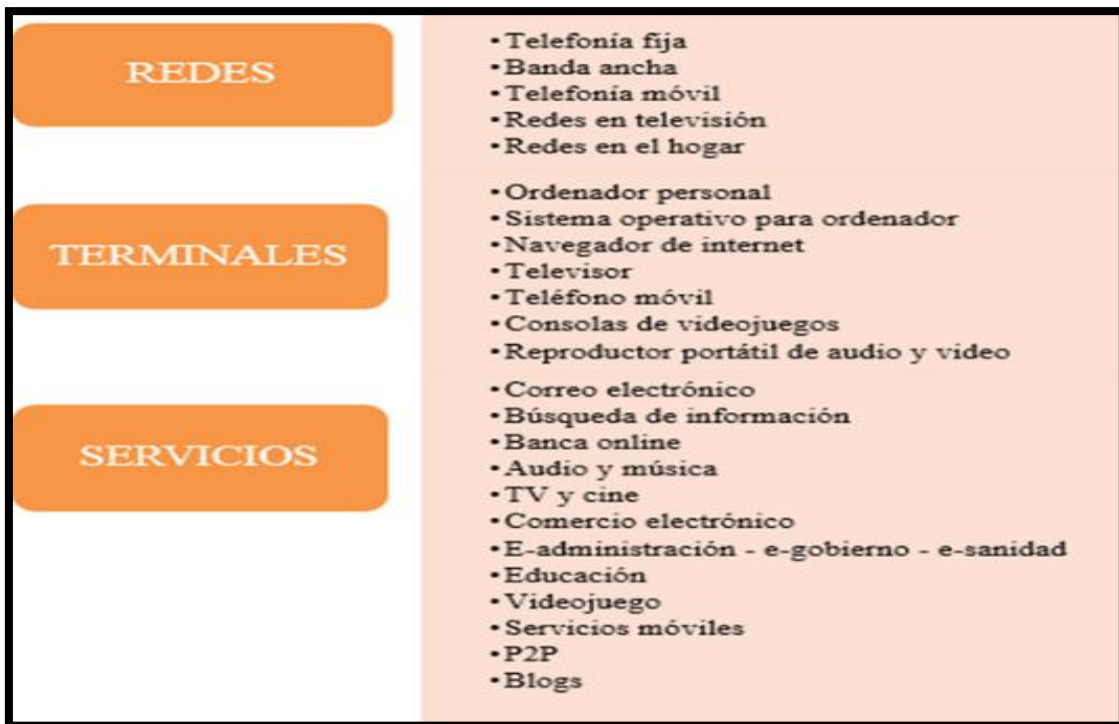 REDES
•Telefonía fija
•Banda ancha
•Telefonía móvil
•Redes en televisión
•Redes en el hogar
TERMINALES
•Ordenador personal
•Sistema operativo para ordenador
•Navegador de internet
•Televisor
•Teléfono móvil
•Consolas de videojuegos
•Reproductor portátil de audio y video
SERVICIOS
•Correo electrónico
•Búsqueda de información
•Banca online
•Audio y música
•TV y cine
•Comercio electrónico
•E-administración - e-gobierno - e-sanidad
•Educación
•Videojuego
•Servicios móviles
•P2P
•Blogs